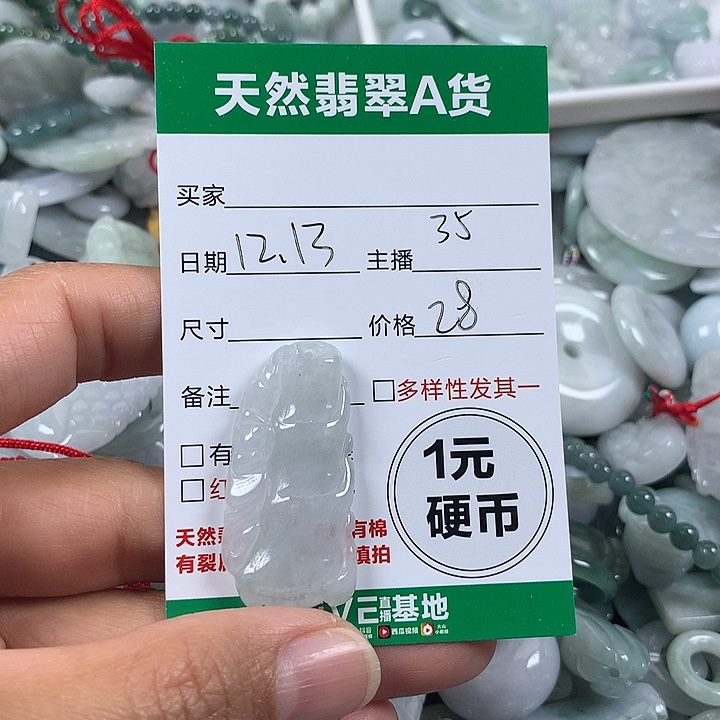 天然翡翠A货
买家
日期 12.13 主播 35
尺寸 价格 28
备注 □多样性发其一
□有
□红
1元
硬币
天然翡 有棉
有裂 慎拍
直播基地
西瓜视频